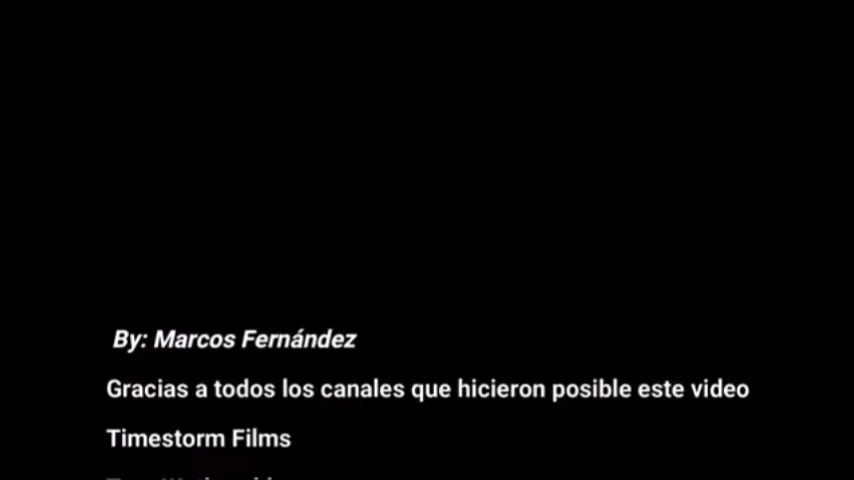 By: Marcos Fernández
Gracias a todos los canales que hicieron posible este video
Timestorm Films